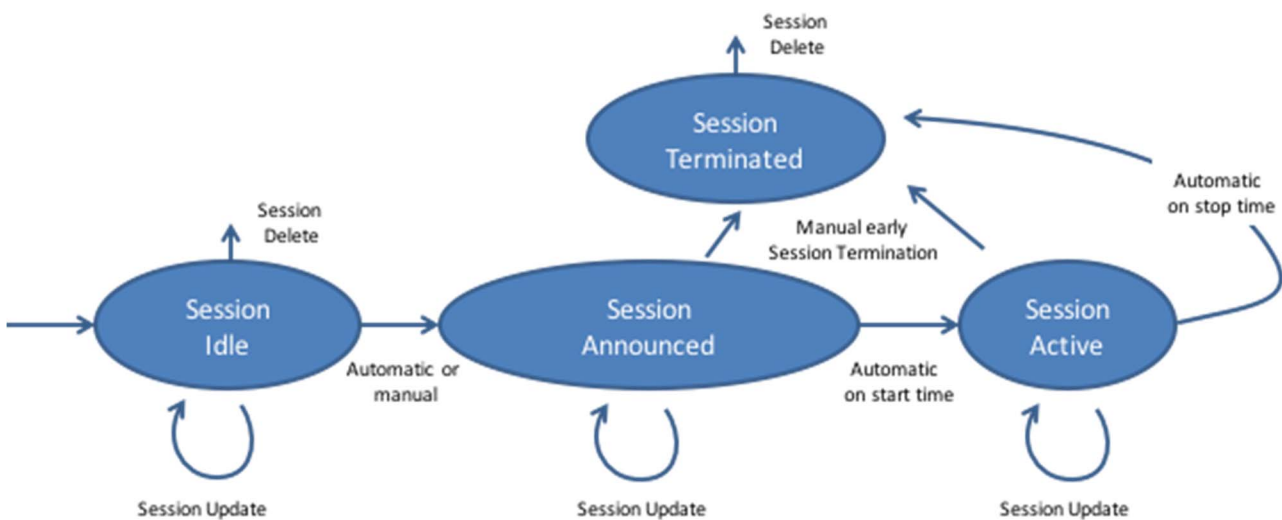 Session
Delete
Session
Terminated
Automatic
on stop time
Session
Delete
Manual early
Session Termination
Session
Idle
Session
Announced
Session
Active
Automatic or
manual
Automatic
on start time
Session Update
Session Update
Session Update